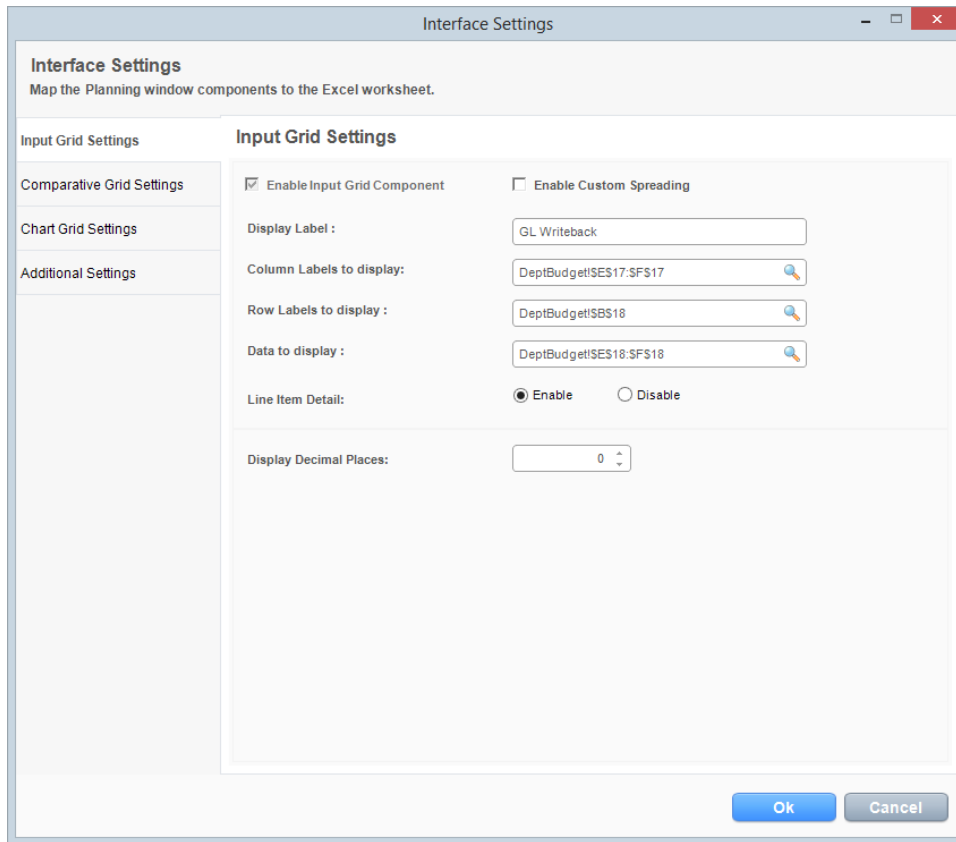 Interface Settings
Interface Settings
Map the Planning window components to the Excel worksheet.
Input Grid Settings
Comparative Grid Settings
Chart Grid Settings
Additional Settings
Input Grid Settings
Enable Input Grid Component
Enable Custom Spreading
Display Label :
GL Writeback
Column Labels to display:
DeptBudget!$E$17:$F$17
Row Labels to display :
DeptBudget!$B$18
Data to display :
DeptBudget!$E$18:$F$18
Line Item Detail:
Enable
Disable
Display Decimal Places:
0
Ok
Cancel